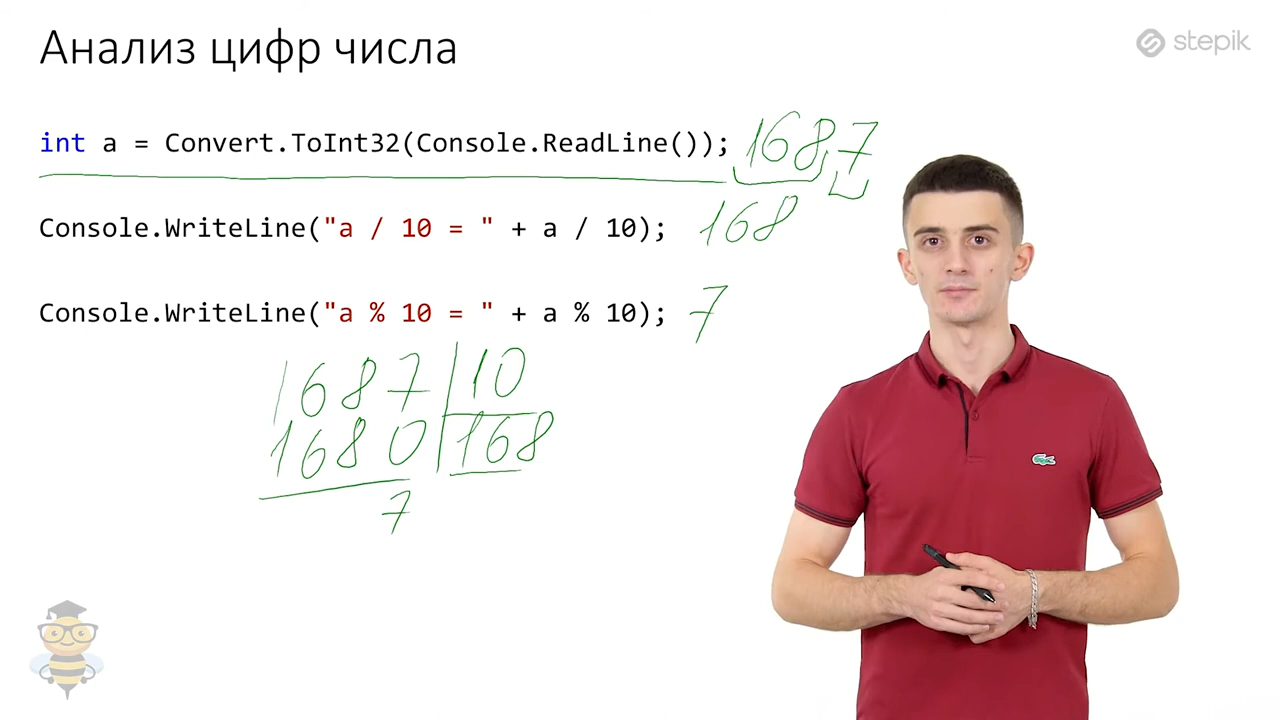 Анализ цифр числа
stepik
int a = Convert.ToInt32(Console.ReadLine()); 1687
Console.WriteLine("a / 10 = " + a / 10); 168
Console.WriteLine("a % 10 = " + a % 10); 7
1687 10
1680 168
7